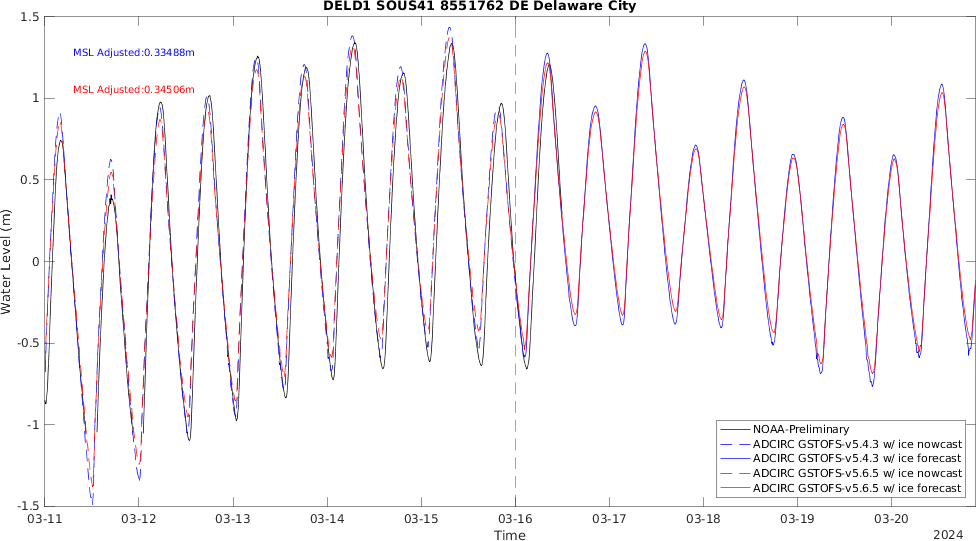 DELD1 SOUS41 8551762 DE Delaware City
1.5
1
0.5
0
-0.5
-1
-1.5
Water Level (m)
MSL Adjusted:0.33488m
MSL Adjusted:0.34506m
NOAA-Preliminary
ADCIRC GSTOFS-v5.4.3 w/ ice nowcast
ADCIRC GSTOFS-v5.4.3 w/ ice forecast
ADCIRC GSTOFS-v5.6.5 w/ ice nowcast
ADCIRC GSTOFS-v5.6.5 w/ ice forecast
03-11 03-12 03-13 03-14 03-15 03-16 03-17 03-18 03-19 03-20
Time
2024